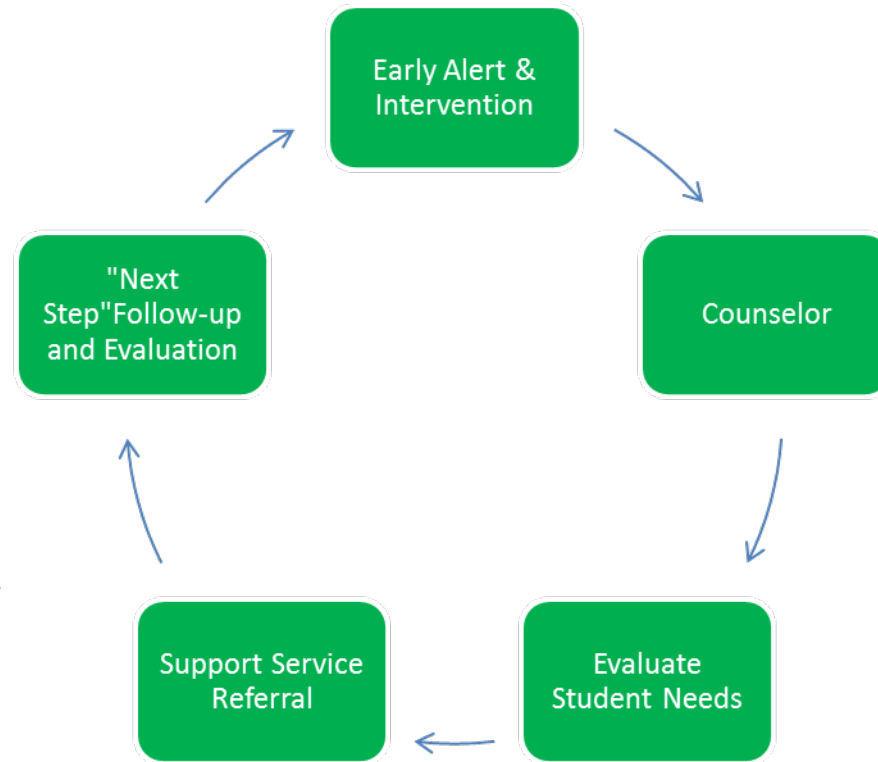 Early Alert &
Intervention
Counselor
Evaluate
Student Needs
Support Service
Referral
"Next
Step"Follow-up
and Evaluation